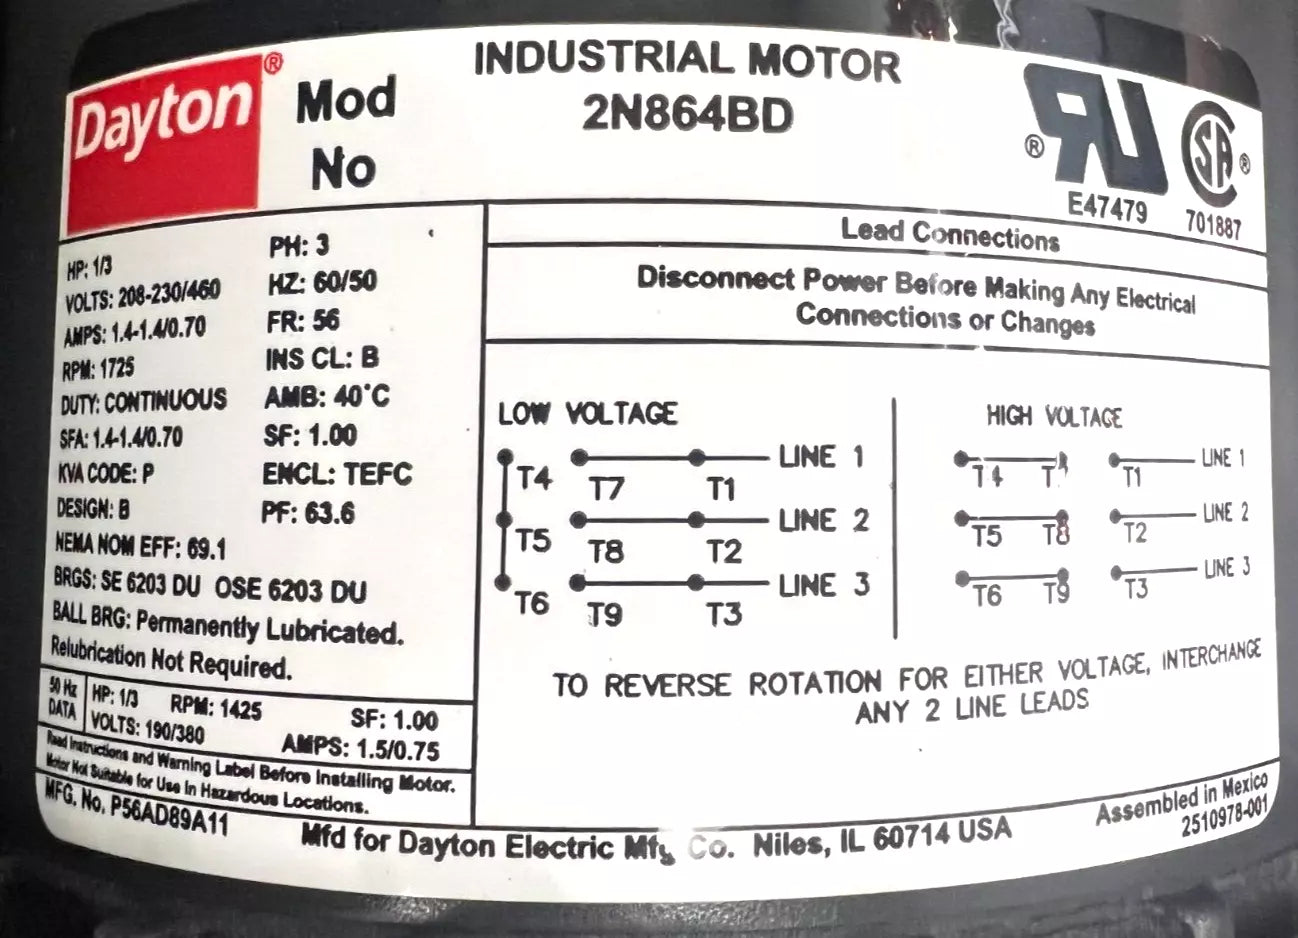 Dayton®
Mod
No
INDUSTRIAL MOTOR
2N864BD
®
E47479
SA ®
701887
HP: 1/3
VOLTS: 208-230/460
AMPS: 1.4-1.4/0.70
RPM: 1725
DUTY: CONTINUOUS
SFA: 1.4-1.4/0.70
KVA CODE: P
DESIGN: B
NEMA NOM EFF: 69.1
PH: 3
HZ: 60/50
FR: 56
INS CL: B
AMB: 40°C
SF: 1.00
ENCL: TEFC
PF: 63.6
BRGS: SE 6203 DU OSE 6203 DU
BALL BRG: Permanently Lubricated.
Relubrication Not Required.
50 Hz
DATA
HP: 1/3 RPM: 1425 SF: 1.00
VOLTS: 190/380 AMPS: 1.5/0.75
Read Instructions and Warning Label Before Installing Motor.
Motor Not Suitable for Use In Hazardous Locations.
MFG. No. P56AD89A11
Lead Connections
Disconnect Power Before Making Any Electrical
Connections or Changes
LOW VOLTAGE
T4 T7 T1 LINE 1
T5 T8 T2 LINE 2
T6 T9 T3 LINE 3
HIGH VOLTAGE
T4 T1 LINE 1
T5 T8 T2 LINE 2
T6 T9 T3 LINE 3
TO REVERSE ROTATION FOR EITHER VOLTAGE, INTERCHANGE
ANY 2 LINE LEADS
Mfd for Dayton Electric Mfg Co. Niles, IL 60714 USA
Assembled in Mexico
2510978-001